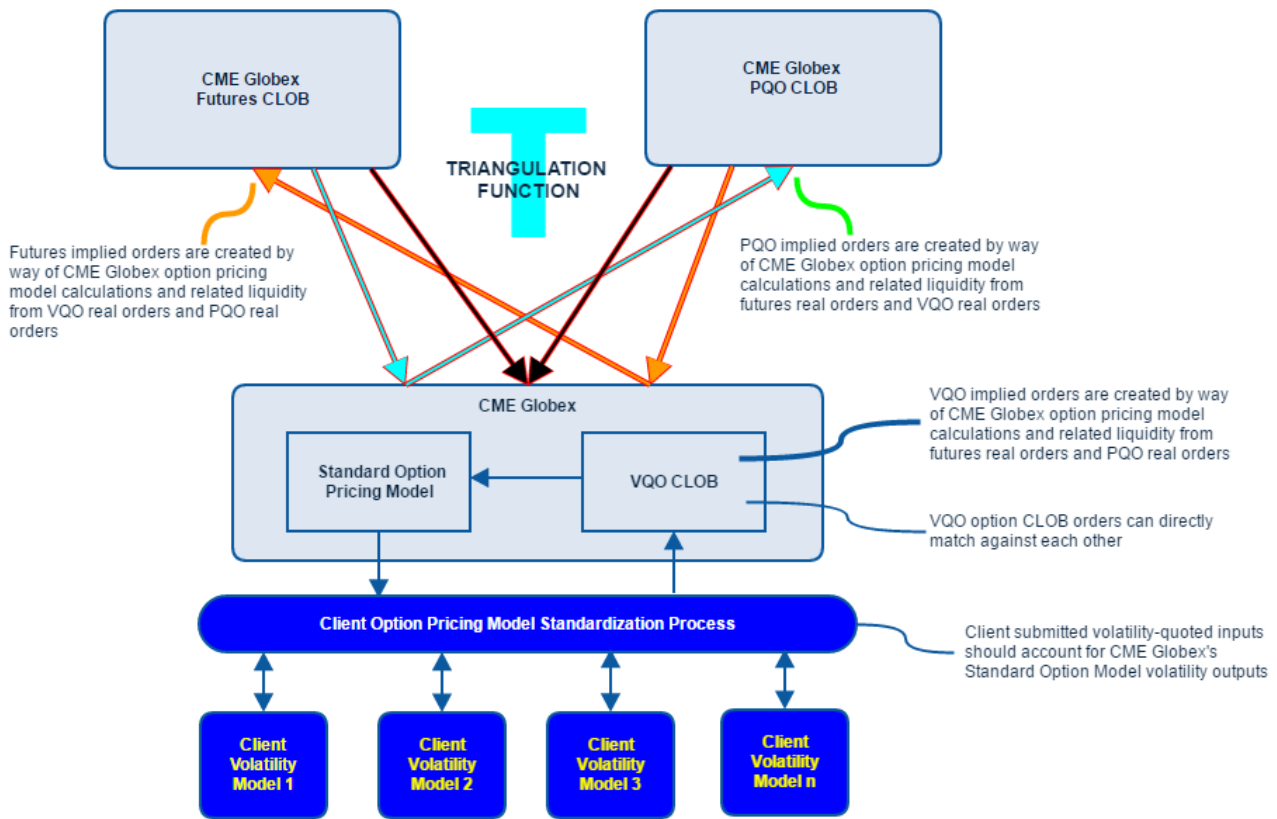 CME Globex
Futures CLOB
CME Globex
PQO CLOB
T
TRIANGULATION
FUNCTION
Futures implied orders are created by
way of CME Globex option pricing
model calculations and related liquidity
from VQO real orders and PQO real
orders
PQO implied orders are created by way
of CME Globex option pricing model
calculations and related liquidity from
futures real orders and VQO real orders
CME Globex
Standard Option
Pricing Model
VQO CLOB
VQO implied orders are created by way
of CME Globex option pricing model
calculations and related liquidity from
futures real orders and PQO real orders
VQO option CLOB orders can directly
match against each other
Client Option Pricing Model Standardization Process
Client submitted volatility-quoted inputs
should account for CME Globex's
Standard Option Model volatility outputs
Client
Volatility
Model 1
Client
Volatility
Model 2
Client
Volatility
Model 3
Client
Volatility
Model n